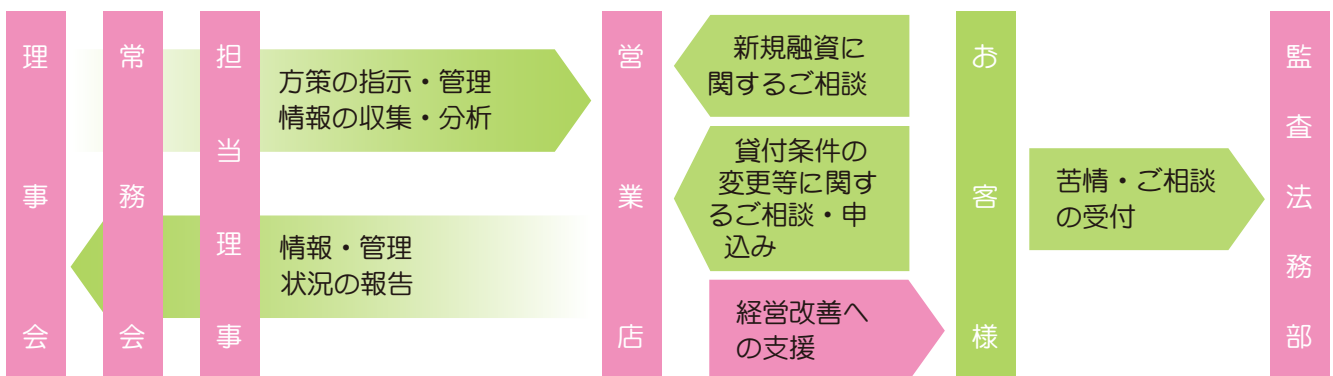 理事会
常務会
担当理事
方策の指示・管理
情報の収集・分析
情報・管理
状況の報告
営業店
新規融資に
関するご相談
貸付条件の
変更等に関す
るご相談・申
込み
経営改善へ
の支援
お客様
苦情・ご相談
の受付
監査法務部